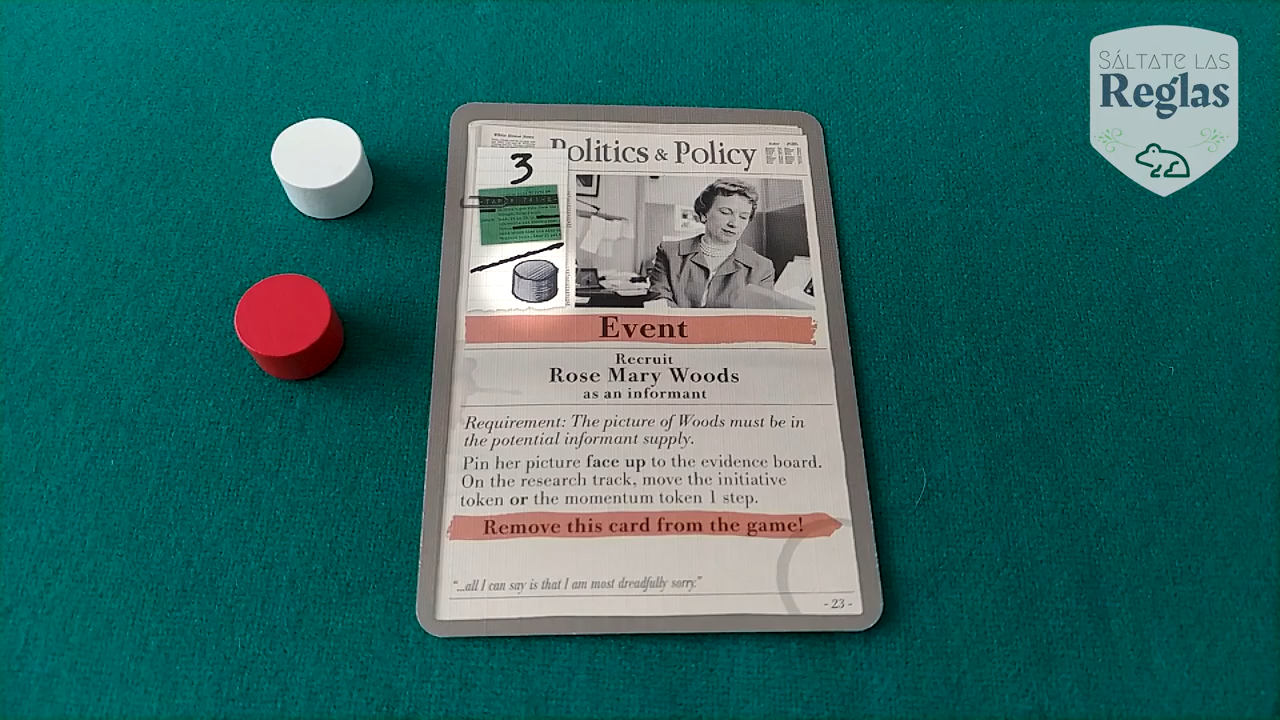 SÁLTATE LAS
Reglas
Politics & Policy
3
Event
Recruit
Rose Mary Woods
as an informant
Requirement: The picture of Woods must be in
the potential informant supply.
Pin her picture face up to the evidence board.
On the research track, move the initiative
token or the momentum token 1 step.
Remove this card from the game!
"...all I can say is that I am most dreadfully sorry."
- 23 -